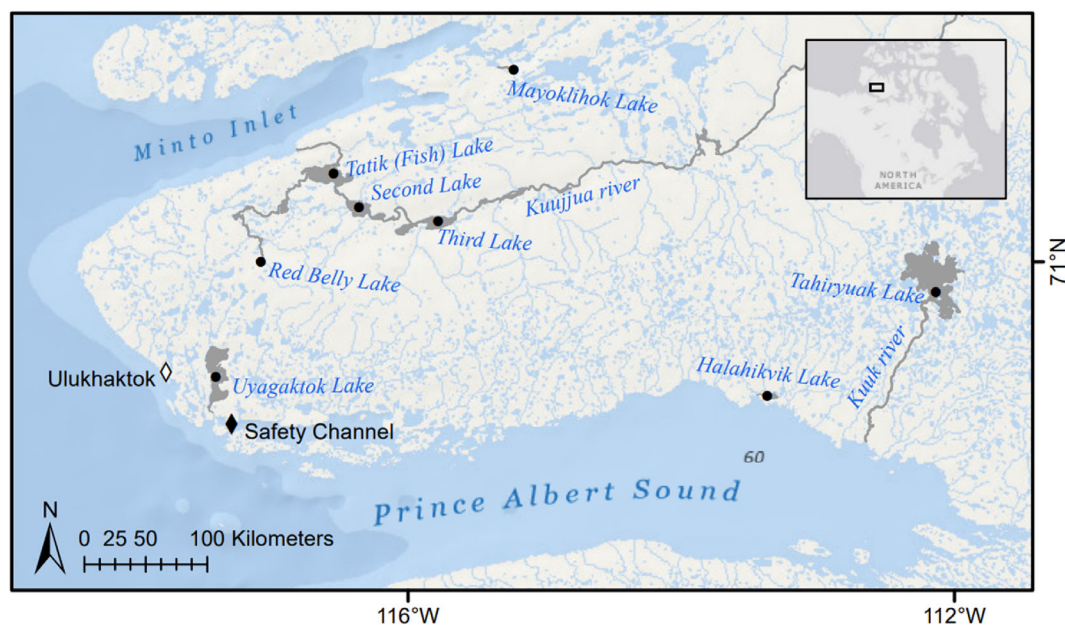 Mayoklihok Lake
Minto Inlet
NORTH
AMERICA
Tatik (Fish) Lake
Second Lake
Kuujjua river
Third Lake
Red Belly Lake
71°N
Tahiryuak Lake
Ulukhaktok
Uyagaktok Lake
Halahikvik Lake
Kuuk river
Safety Channel
60
Prince Albert Sound
N
0 25 50 100 Kilometers
116°W
112°W